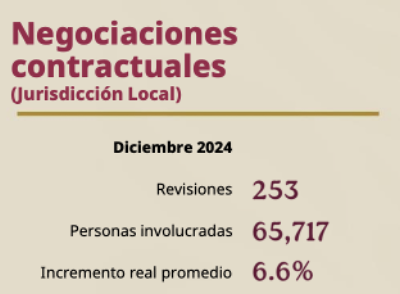 Negociaciones
contractuales
(Jurisdicción Local)
Diciembre 2024
Revisiones 253
Personas involucradas 65,717
Incremento real promedio 6.6%